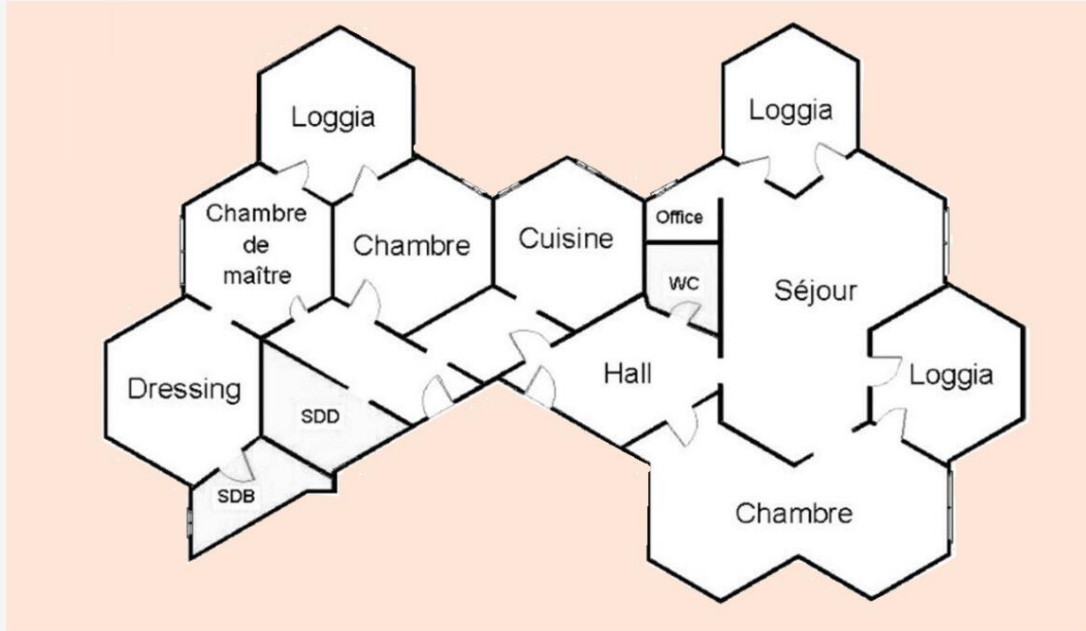 Loggia
Loggia
Chambre
de
maître
Chambre
Cuisine
Office
WC
Séjour
Dressing
SDD
Hall
Loggia
SDB
Chambre